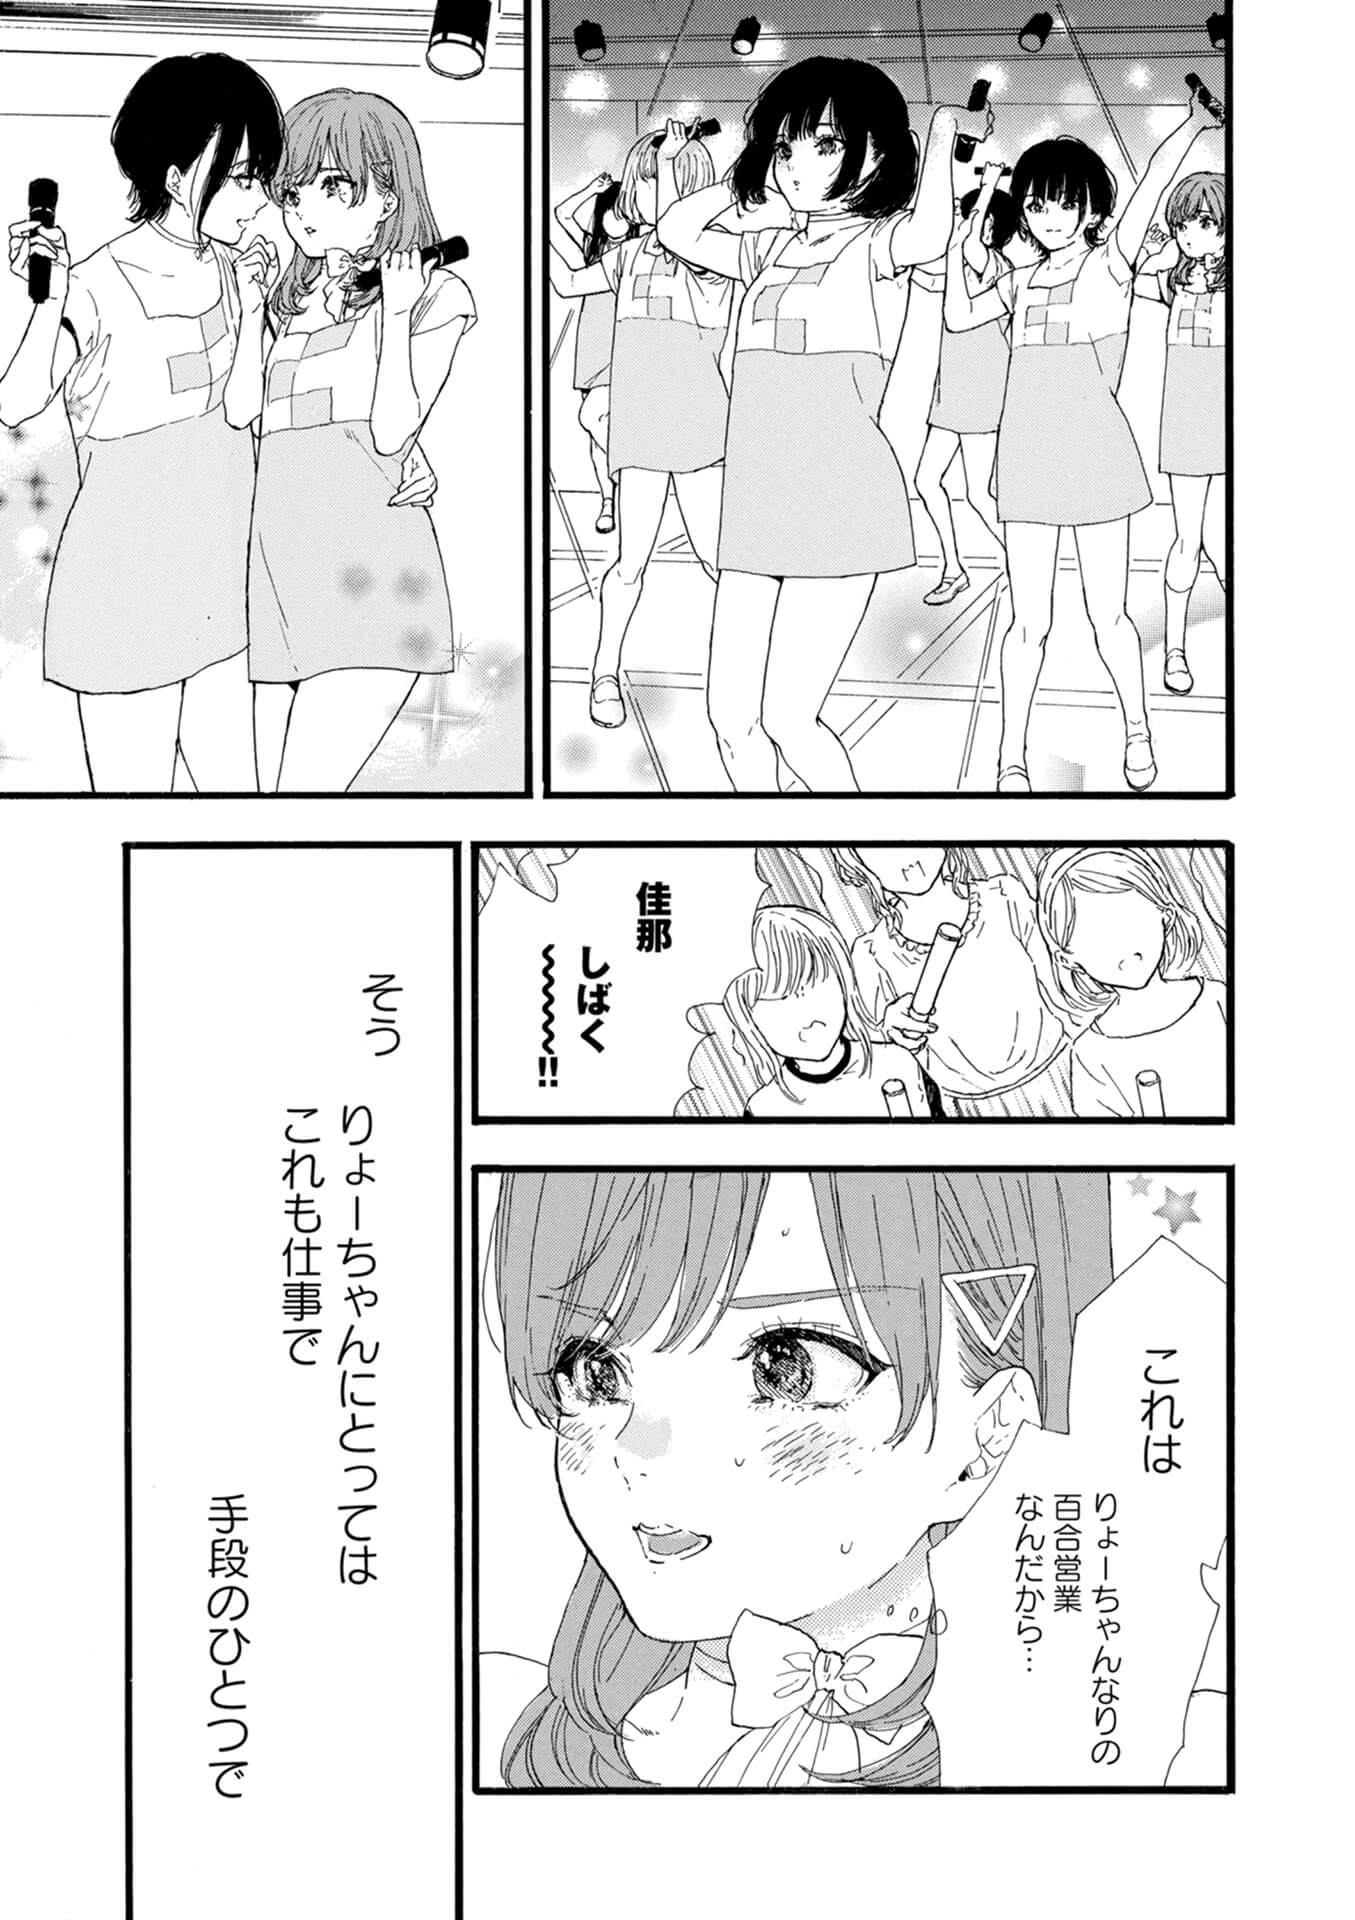 佳那
しばく
〜〜〜〜!!
これは
りょーちゃんなりの
百合営業
なんだから…
そう
りょーちゃんにとっては
これも仕事で
手段のひとつで